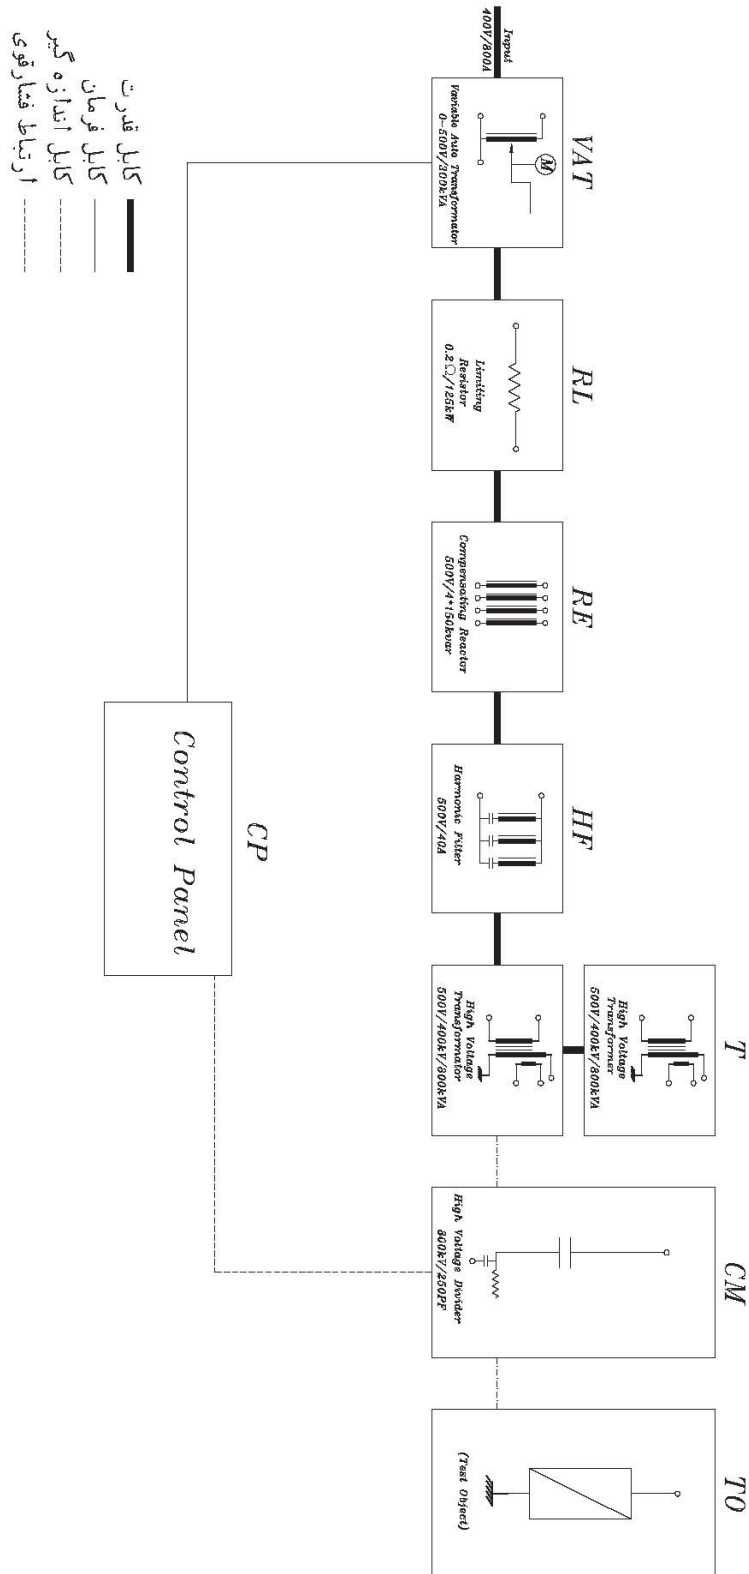 Input
400V/800A
VAT
Variable Auto Transformator
0-500V/300kVA
M
RL
Limiting
Resistor
0.2Ω/125kW
RE
Compensating Reactor
500V/4*150kvar
HF
Harmonic Filter
500V/40A
T
High Voltage
Transformer
500V/400kV/800kVA
High Voltage
Transformator
500V/400kV/800kVA
CM
High Voltage Divider
800kV/250PF
TO
(Test Object)
CP
Control Panel
کابل قدرت
کابل فرمان
کابل اندازه گیر
ارتباط فشارقوی